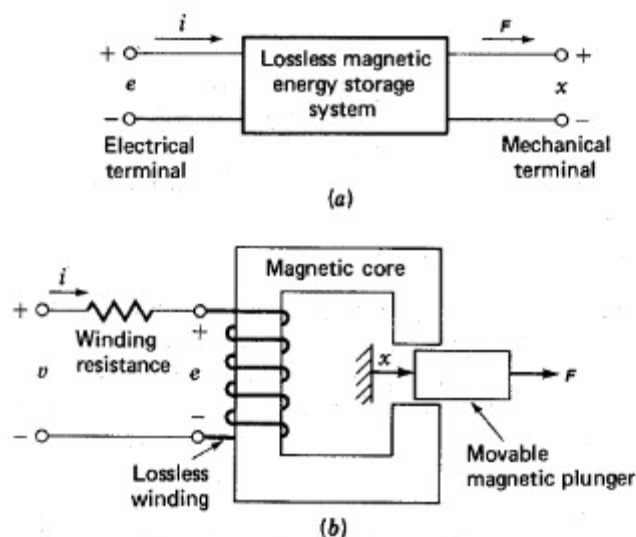 i
F
+
e
−
Lossless magnetic
energy storage
system
+
x
−
Electrical
terminal
Mechanical
terminal
(a)
Magnetic core
i
+
v
−
Winding
resistance
+
e
−
Lossless
winding
x
F
Movable
magnetic plunger
(b)